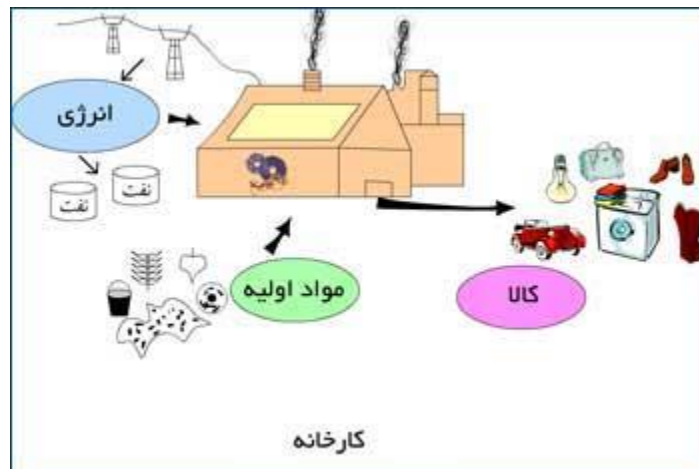 انرژی
نفت
نفت
مواد اولیه
کالا
کارخانه